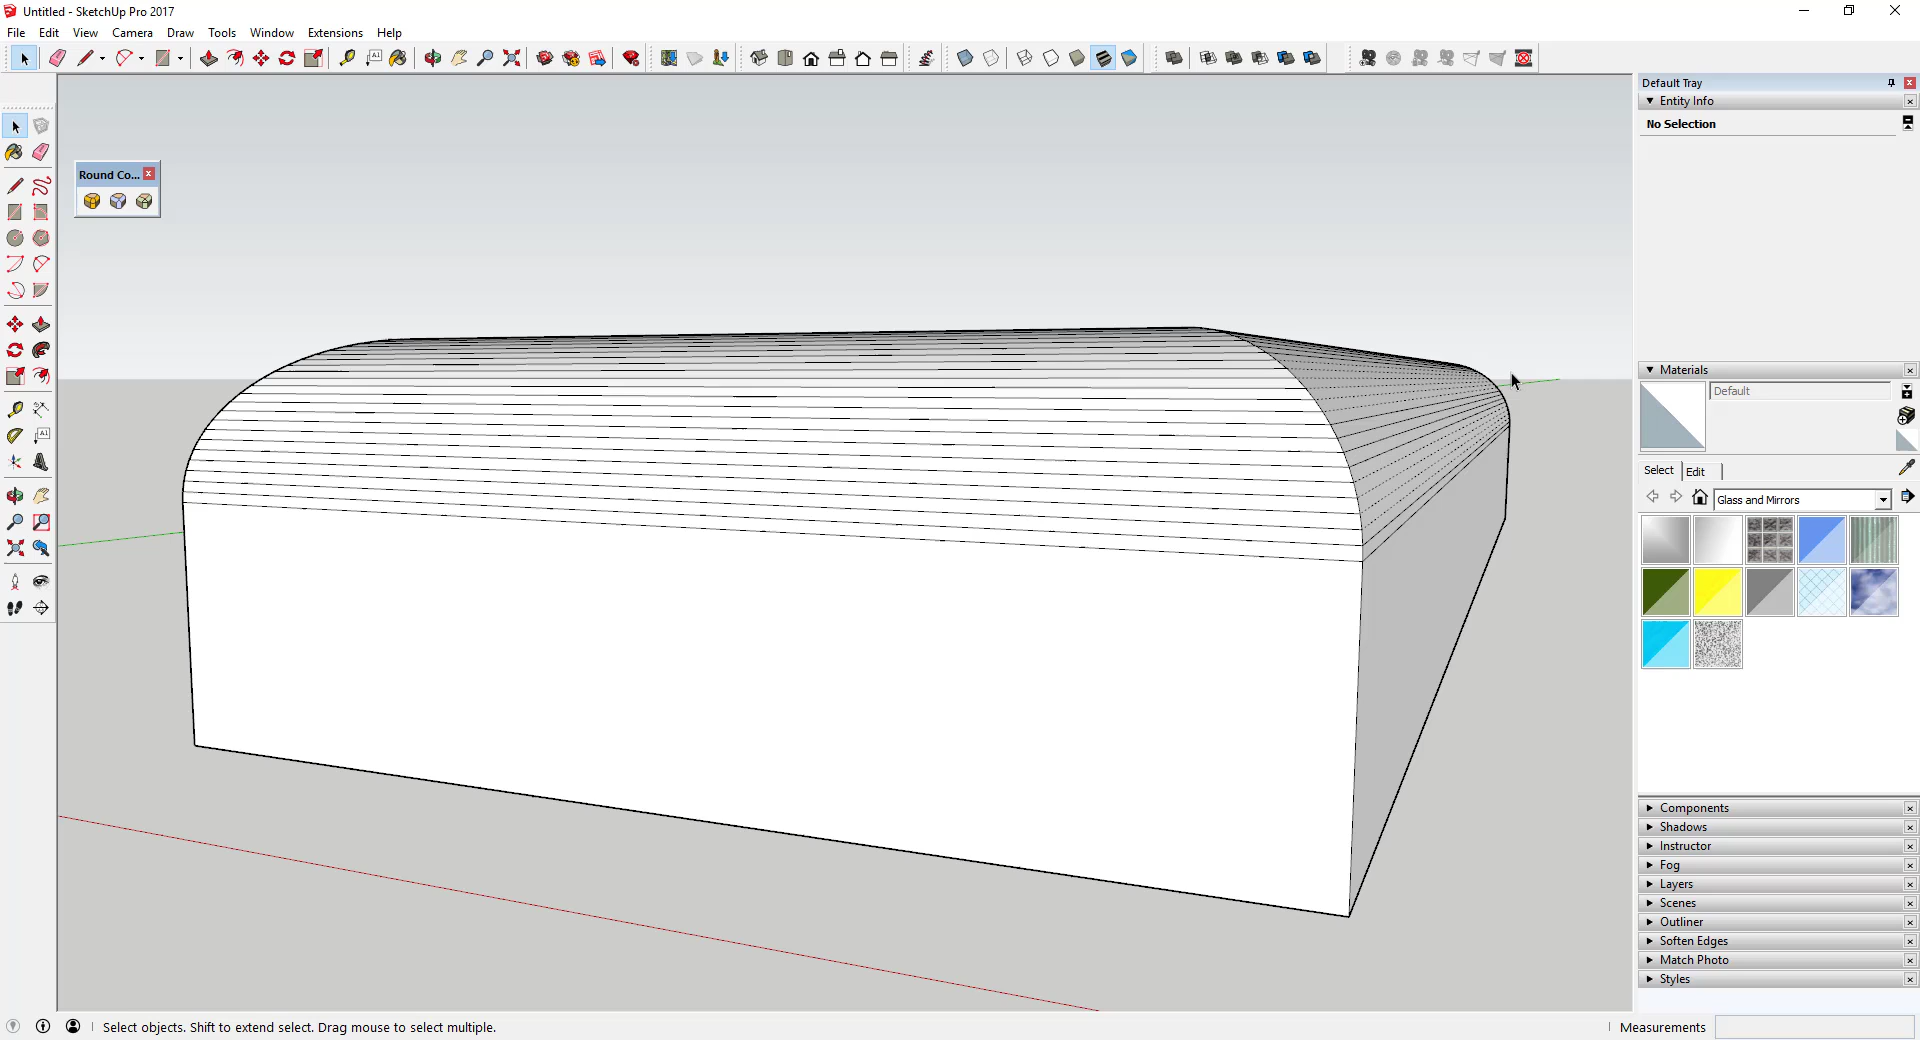 Untitled - SketchUp Pro 2017
File Edit View Camera Draw Tools Window Extensions Help
Default Tray
Entity Info
No Selection
Round Co...
Materials
Default
Select Edit
Glass and Mirrors
Components
Shadows
Instructor
Fog
Layers
Scenes
Outliner
Soften Edges
Match Photo
Styles
Select objects. Shift to extend select. Drag mouse to select multiple.
Measurements